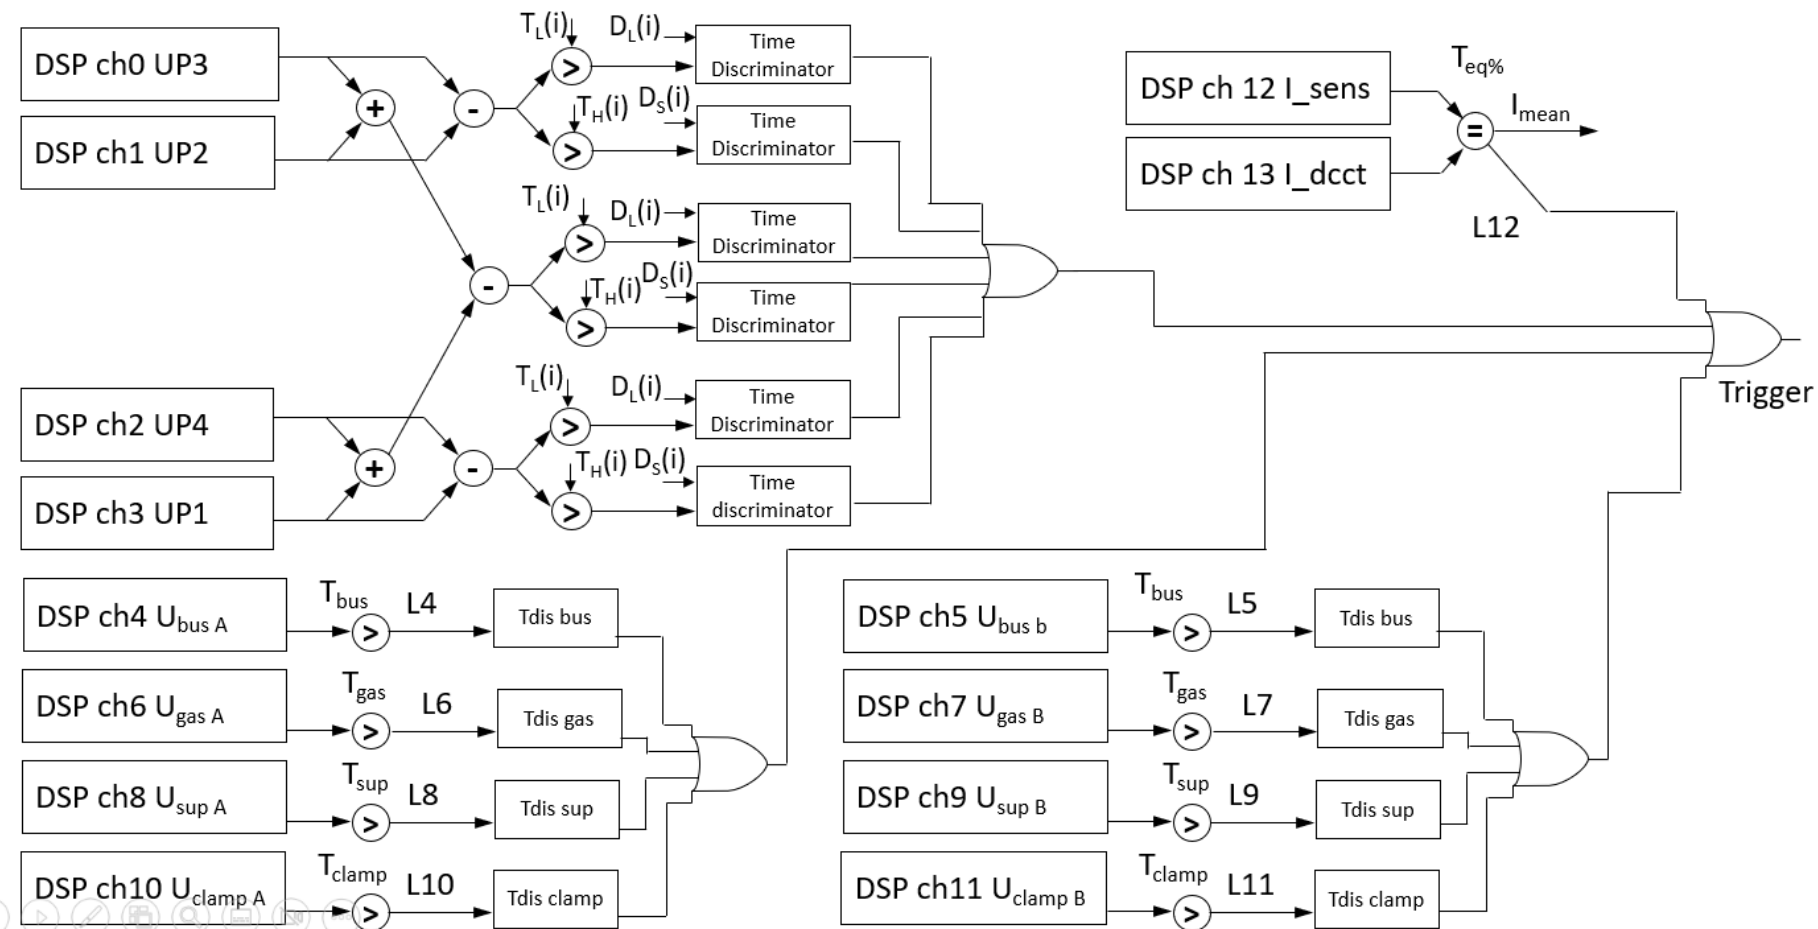 DSP ch0 UP3
DSP ch1 UP2
+
-
T_L(i)
>
D_L(i)
Time
Discriminator
T_H(i)
>
D_S(i)
Time
Discriminator
-
T_L(i)
>
D_L(i)
Time
Discriminator
T_H(i)
>
D_S(i)
Time
Discriminator
DSP ch2 UP4
DSP ch3 UP1
+
-
T_L(i)
>
D_L(i)
Time
Discriminator
T_H(i)
>
D_S(i)
Time
discriminator
DSP ch 12 I_sens
DSP ch 13 I_dcct
T_eq%
=
I_mean
L12
Trigger
DSP ch4 U_bus A
T_bus
>
L4
Tdis bus
DSP ch6 U_gas A
T_gas
>
L6
Tdis gas
DSP ch8 U_sup A
T_sup
>
L8
Tdis sup
DSP ch10 U_clamp A
T_clamp
>
L10
Tdis clamp
DSP ch5 U_bus b
T_bus
>
L5
Tdis bus
DSP ch7 U_gas B
T_gas
>
L7
Tdis gas
DSP ch9 U_sup B
T_sup
>
L9
Tdis sup
DSP ch11 U_clamp B
T_clamp
>
L11
Tdis clamp